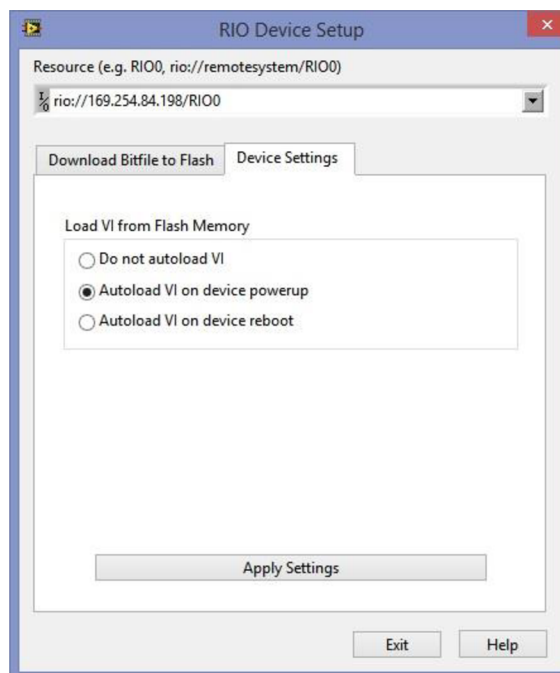 RIO Device Setup
Resource (e.g. RIO0, rio://remotesystem/RIO0)
I/0 rio://169.254.84.198/RIO0
Download Bitfile to Flash Device Settings
Load VI from Flash Memory
Do not autoload VI
Autoload VI on device powerup
Autoload VI on device reboot
Apply Settings
Exit Help